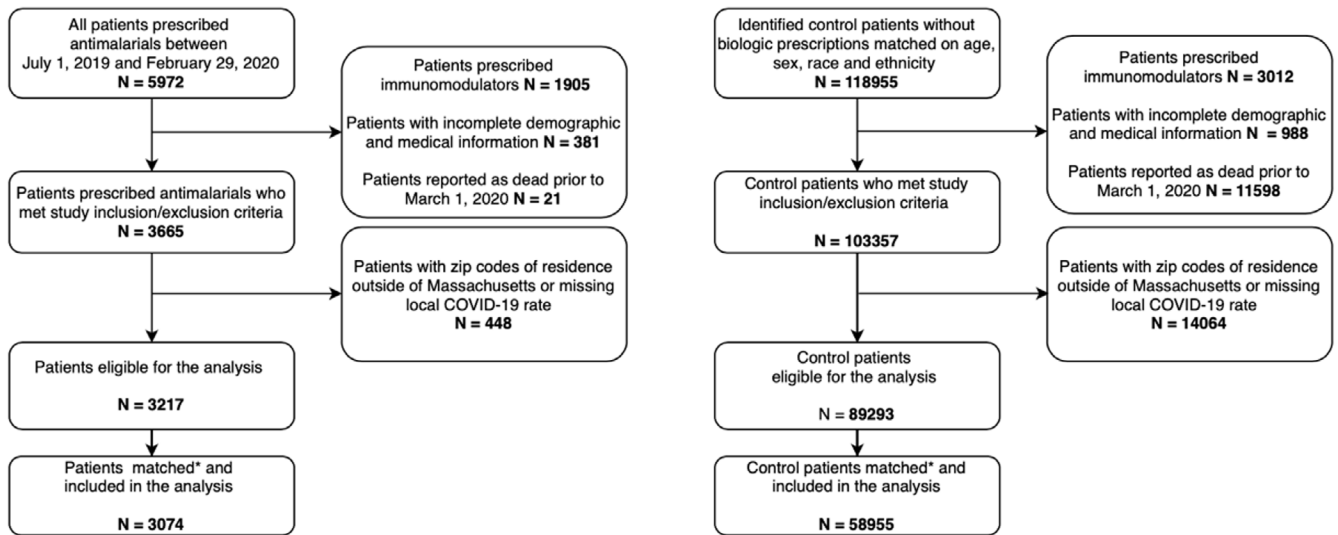 All patients prescribed
antimalarials between
July 1, 2019 and February 29, 2020
N = 5972
Patients prescribed
immunomodulators N = 1905
Patients with incomplete demographic
and medical information N = 381
Patients reported as dead prior to
March 1, 2020 N = 21
Patients prescribed antimalarials who
met study inclusion/exclusion criteria
N = 3665
Patients with zip codes of residence
outside of Massachusetts or missing
local COVID-19 rate
N = 448
Patients eligible for the analysis
N = 3217
Patients matched* and
included in the analysis
N = 3074
Identified control patients without
biologic prescriptions matched on age,
sex, race and ethnicity
N = 118955
Patients prescribed
immunomodulators N = 3012
Patients with incomplete demographic
and medical information N = 988
Patients reported as dead prior to
March 1, 2020 N = 11598
Control patients who met study
inclusion/exclusion criteria
N = 103357
Patients with zip codes of residence
outside of Massachusetts or missing
local COVID-19 rate
N = 14064
Control patients
eligible for the analysis
N = 89293
Control patients matched* and
included in the analysis
N = 58955